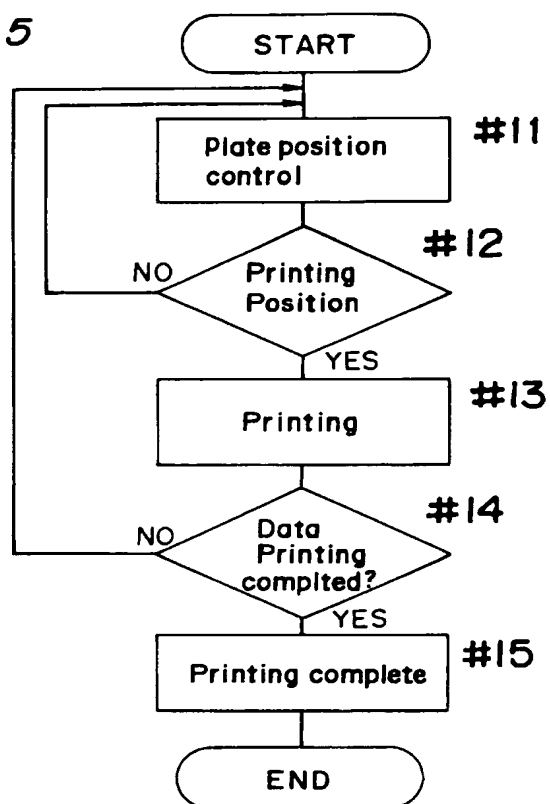 5
START
#11
Plate position
control
#12
NO
Printing
Position
YES
#13
Printing
#14
NO
Data
Printing
complted?
YES
#15
Printing complete
END